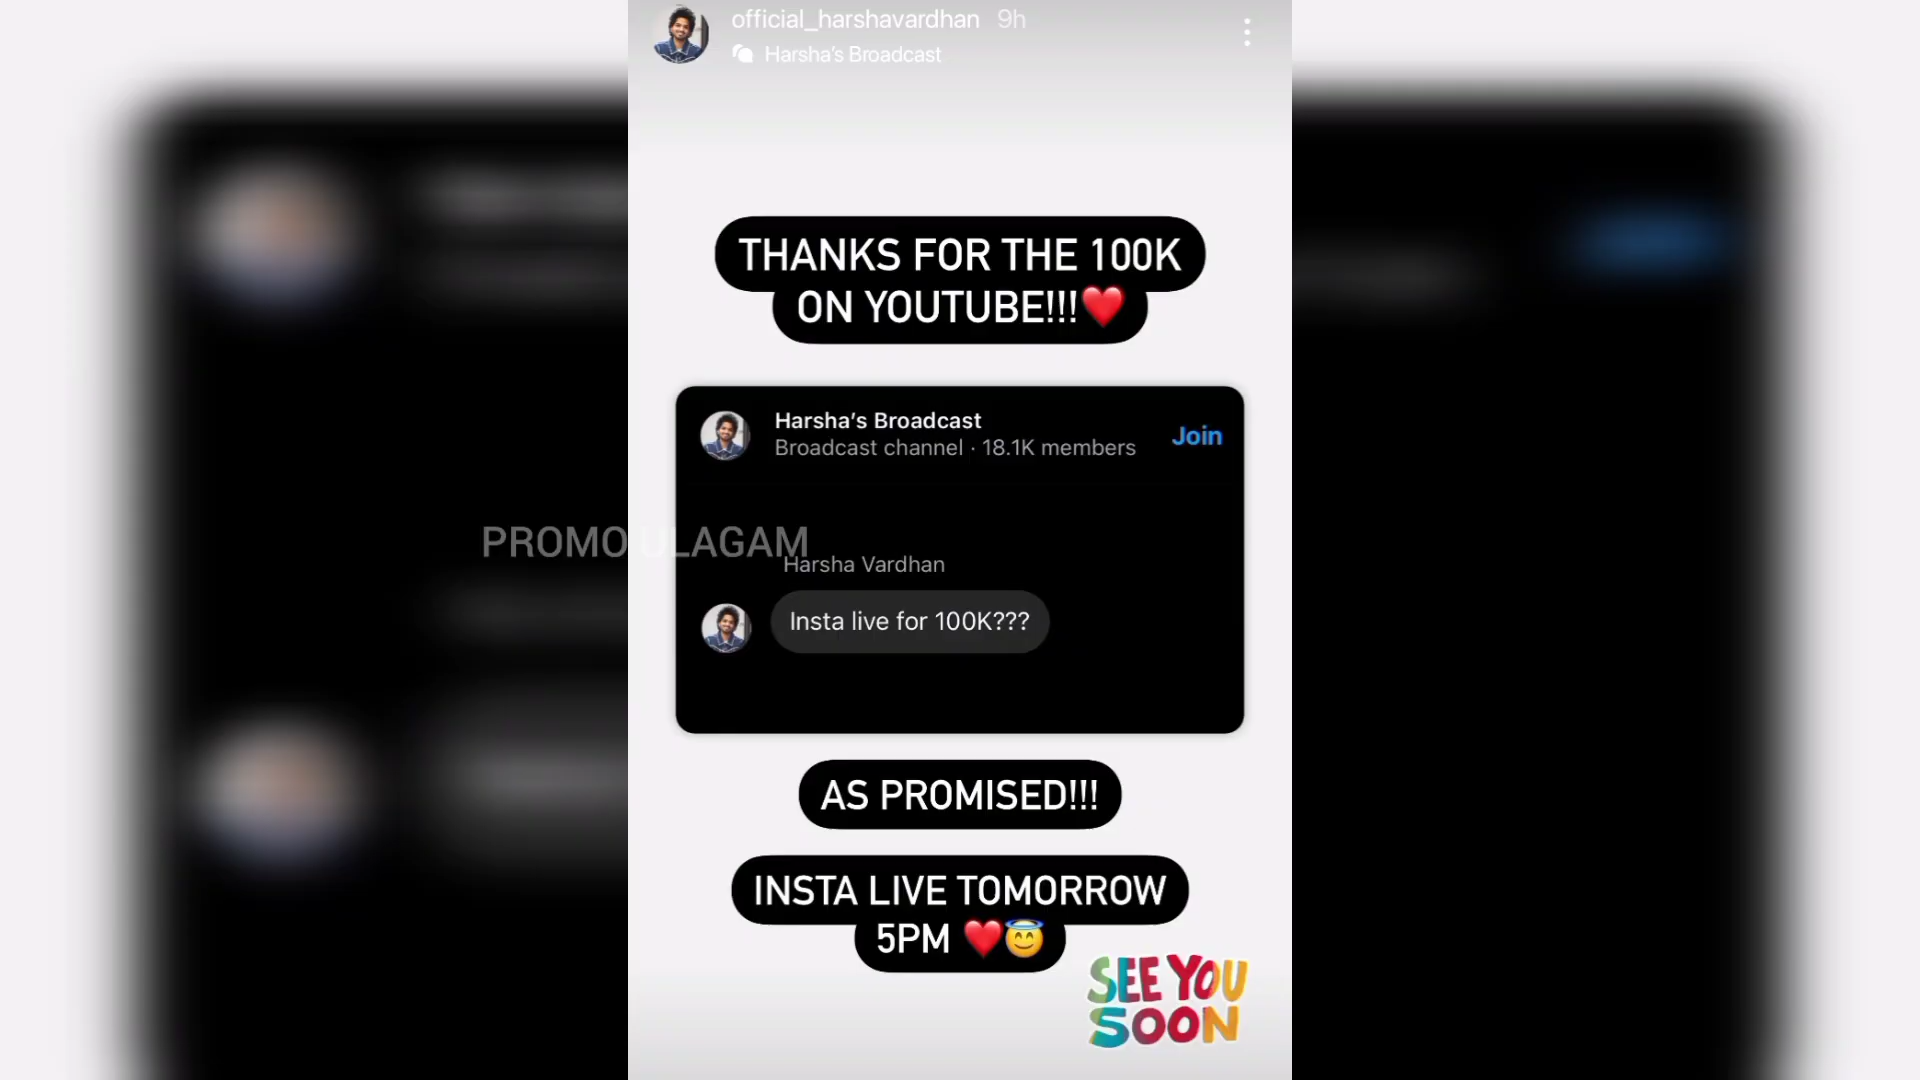 official_harshavardhan 9h
Harsha's Broadcast
THANKS FOR THE 100K
ON YOUTUBE!!!❤️
Harsha's Broadcast
Join
Broadcast channel · 18.1K members
PROMO ULAGAM
Harsha Vardhan
Insta live for 100K???
AS PROMISED!!!
INSTA LIVE TOMORROW
5PM ❤️😇
SEE YOU
SOON